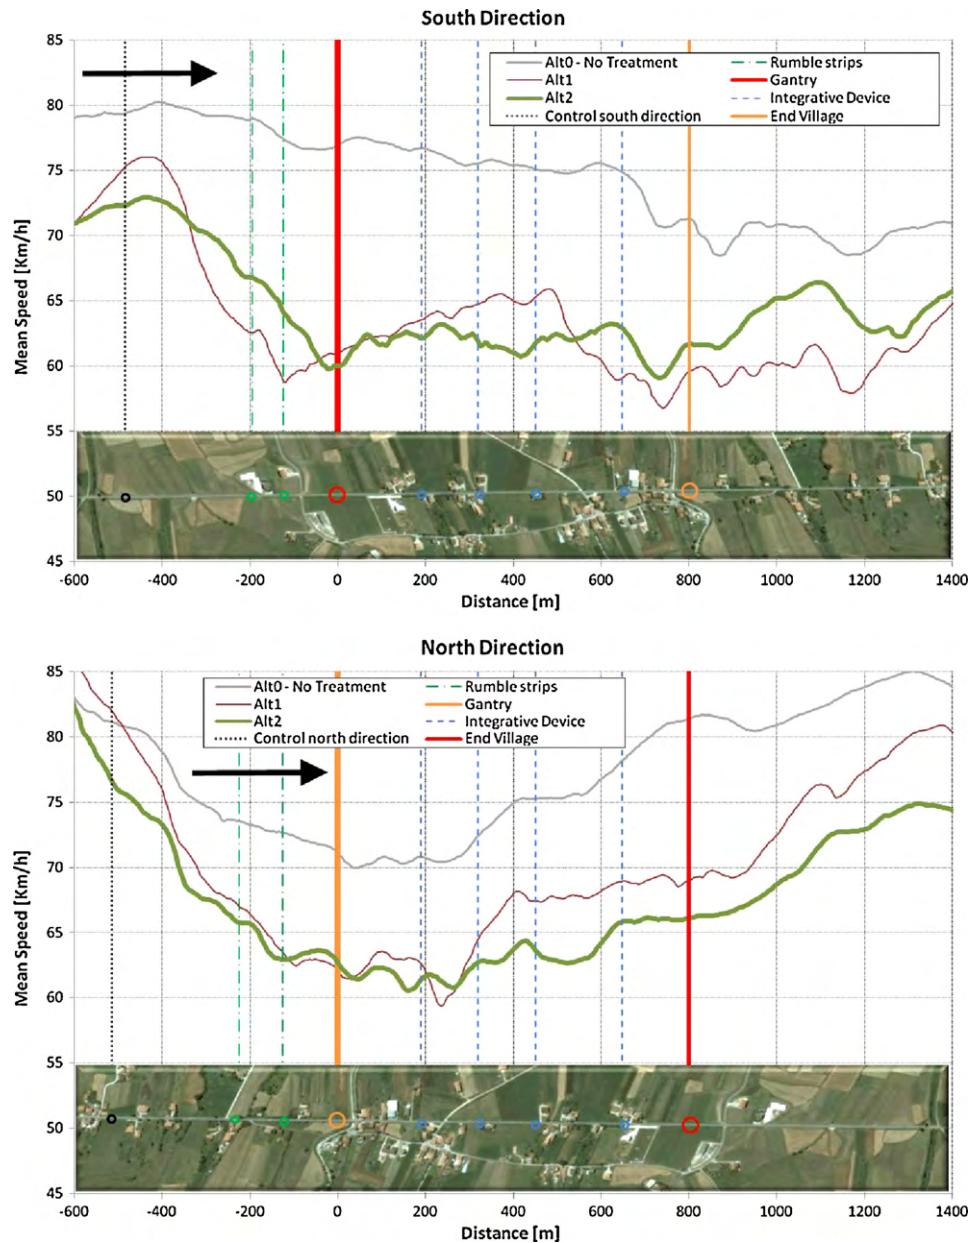 South Direction
85
80
75
70
65
60
55
50
45
Mean Speed [Km/h]
Alt0 - No Treatment
Alt1
Alt2
Control south direction
Rumble strips
Gantry
Integrative Device
End Village
-600 -400 -200 0 200 400 600 800 1000 1200 1400
Distance [m]
North Direction
85
80
75
70
65
60
55
50
45
Mean Speed [Km/h]
Alt0 - No Treatment
Alt1
Alt2
Control north direction
Rumble strips
Gantry
Integrative Device
End Village
-600 -400 -200 0 200 400 600 800 1000 1200 1400
Distance [m]